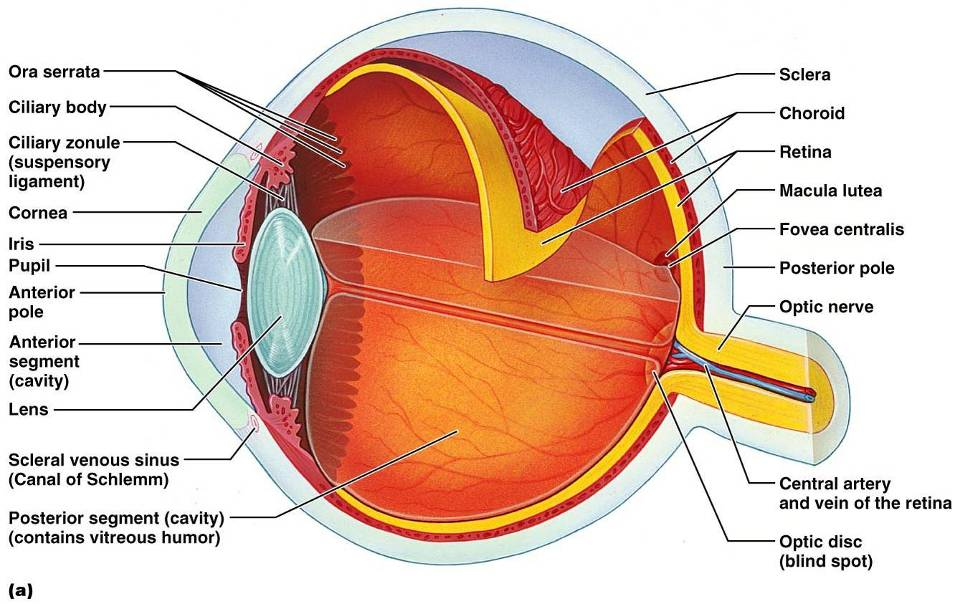 Ora serrata
Ciliary body
Ciliary zonule
(suspensory
ligament)
Cornea
Iris
Pupil
Anterior
pole
Anterior
segment
(cavity)
Lens
Scleral venous sinus
(Canal of Schlemm)
Posterior segment (cavity)
(contains vitreous humor)
(a)
Sclera
Choroid
Retina
Macula lutea
Fovea centralis
Posterior pole
Optic nerve
Central artery
and vein of the retina
Optic disc
(blind spot)